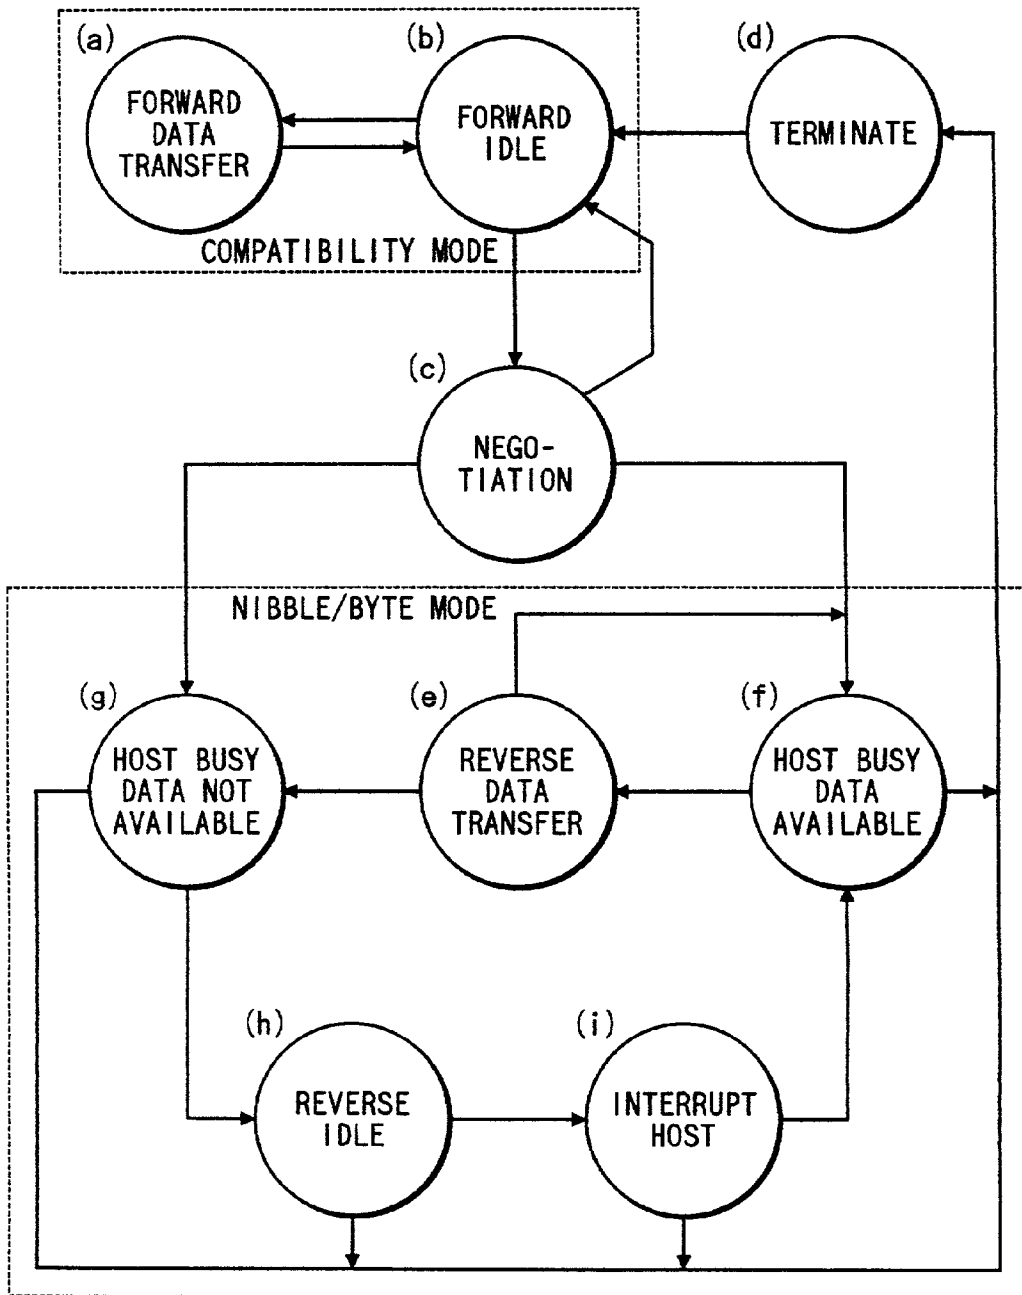 (a)
FORWARD
DATA
TRANSFER
(b)
FORWARD
IDLE
(d)
TERMINATE
COMPATIBILITY MODE
(c)
NEGO-
TIATION
NIBBLE/BYTE MODE
(g)
HOST BUSY
DATA NOT
AVAILABLE
(e)
REVERSE
DATA
TRANSFER
(f)
HOST BUSY
DATA
AVAILABLE
(h)
REVERSE
IDLE
(i)
INTERRUPT
HOST